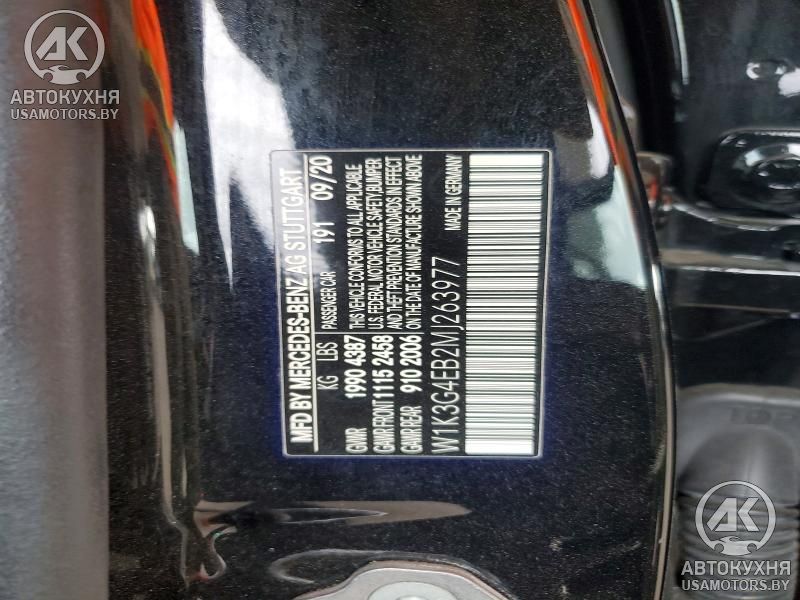 AK
АВТОКУХНЯ
USAMOTORS.BY
MFD BY MERCEDES-BENZ AG STUTTGART
KG LBS PASSENGER CAR 191 09/20
GWR 1990 4387 THIS VEHICLE CONFORMS TO ALL APPLICABLE
GAWR FRONT 1115 2458 U.S. FEDERAL MOTOR VEHICLE SAFETY, BUMPER
GAWR REAR 910 2006 AND THEFT PREVENTION STANDARDS IN EFFECT
ON THE DATE OF MANUFACTURE SHOWN ABOVE
W1K3G4EB2MJ263977 MADE IN GERMANY
AK
АВТОКУХНЯ
USAMOTORS.BY